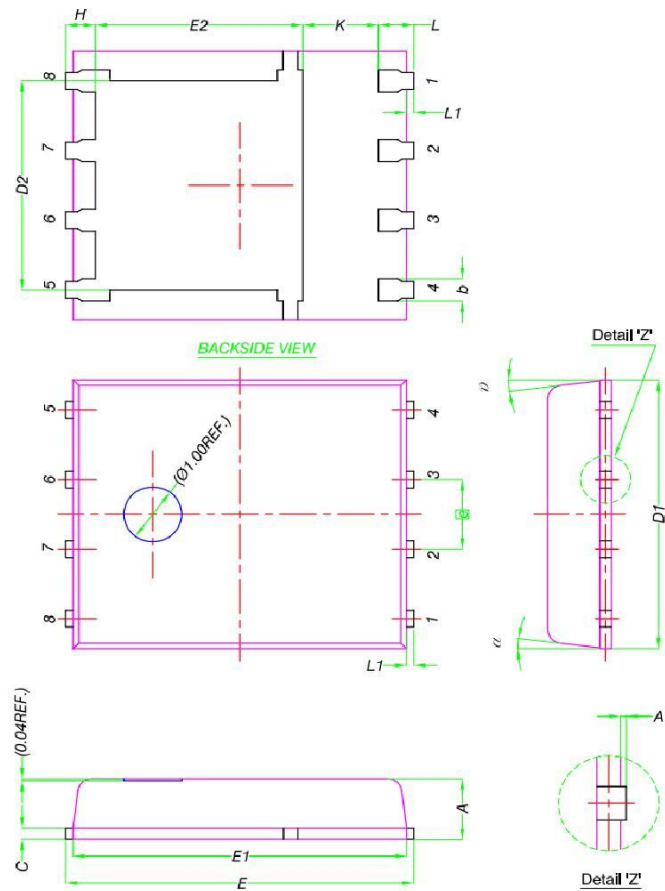 H E2 K L
8 1
L1
7 2
D2
6 3
5 4
b
BACKSIDE VIEW
Detail 'Z'
5 4
α
6 (Ø1.00REF.) 3
e
D1
7 2
8 1
α
L1
(0.04REF.)
A
A
C
E1
E
Detail 'Z'